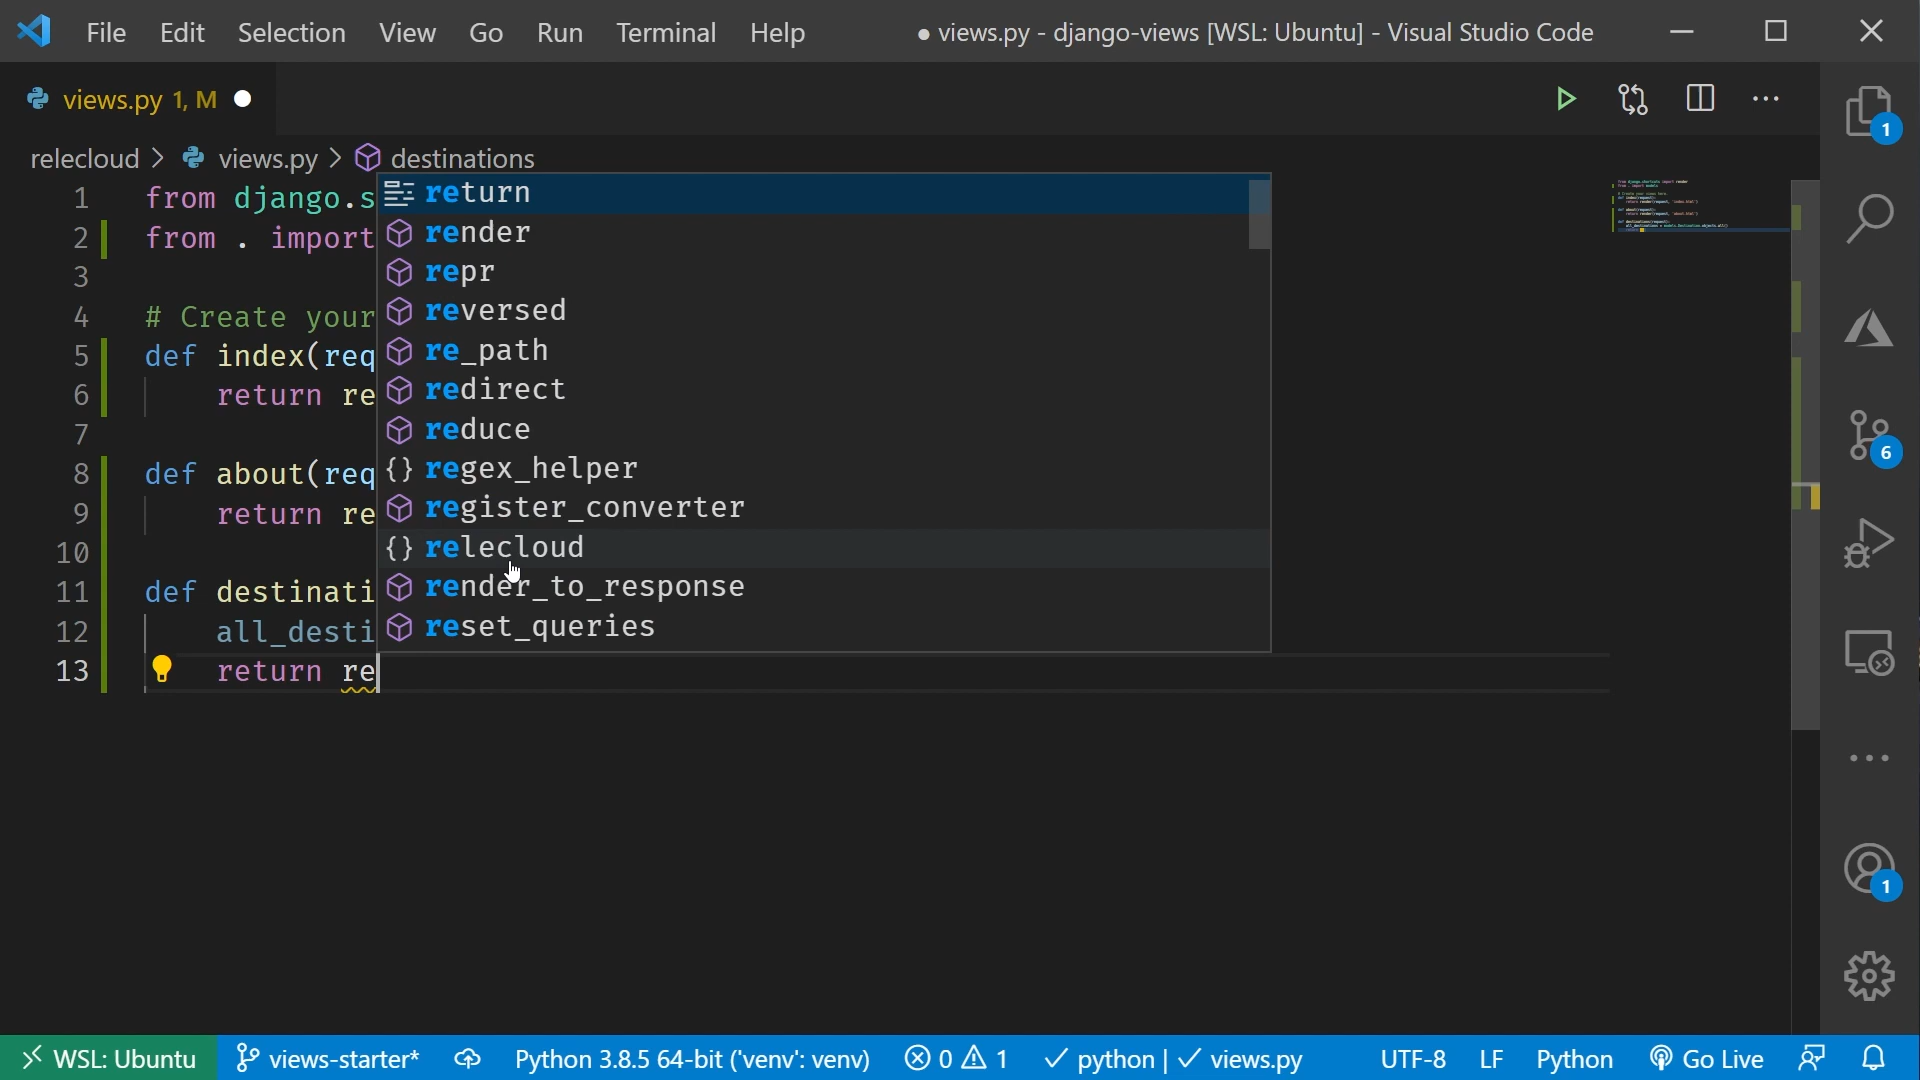 File Edit Selection View Go Run Terminal Help
● views.py - django-views [WSL: Ubuntu] - Visual Studio Code
views.py 1, M ●
relecloud > views.py > destinations
1 from django.s
2 from . import
3
4 # Create your
5 def index(req
6 return re
7
8 def about(req
9 return re
10
11 def destinati
12 all_desti
13 return re
return
render
repr
reversed
re_path
redirect
reduce
{} regex_helper
register_converter
{} relecloud
render_to_response
reset_queries
1
6
1
WSL: Ubuntu views-starter* Python 3.8.5 64-bit ('venv': venv) 0 1 ✓ python | ✓ views.py UTF-8 LF Python Go Live